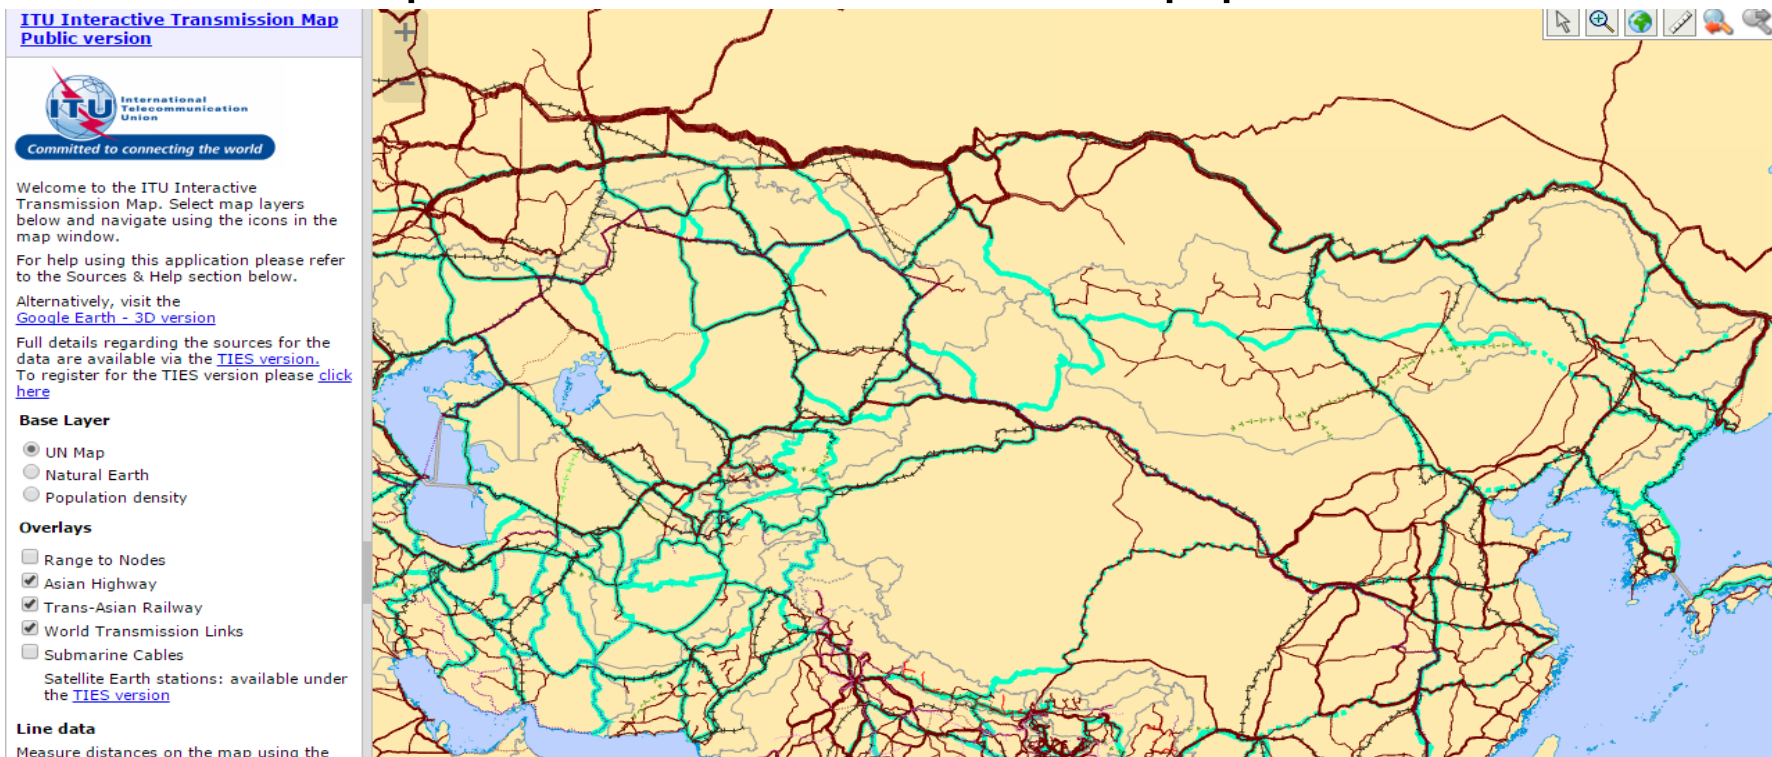 ITU Interactive Transmission Map
Public version
ITU
International
Telecommunication
Union
Committed to connecting the world
Welcome to the ITU Interactive
Transmission Map. Select map layers
below and navigate using the icons in the
map window.
For help using this application please refer
to the Sources & Help section below.
Alternatively, visit the
Google Earth - 3D version
Full details regarding the sources for the
data are available via the TIES version.
To register for the TIES version please click
here
Base Layer
UN Map
Natural Earth
Population density
Overlays
Range to Nodes
Asian Highway
Trans-Asian Railway
World Transmission Links
Submarine Cables
Satellite Earth stations: available under
the TIES version
Line data
Measure distances on the map using the
+
-